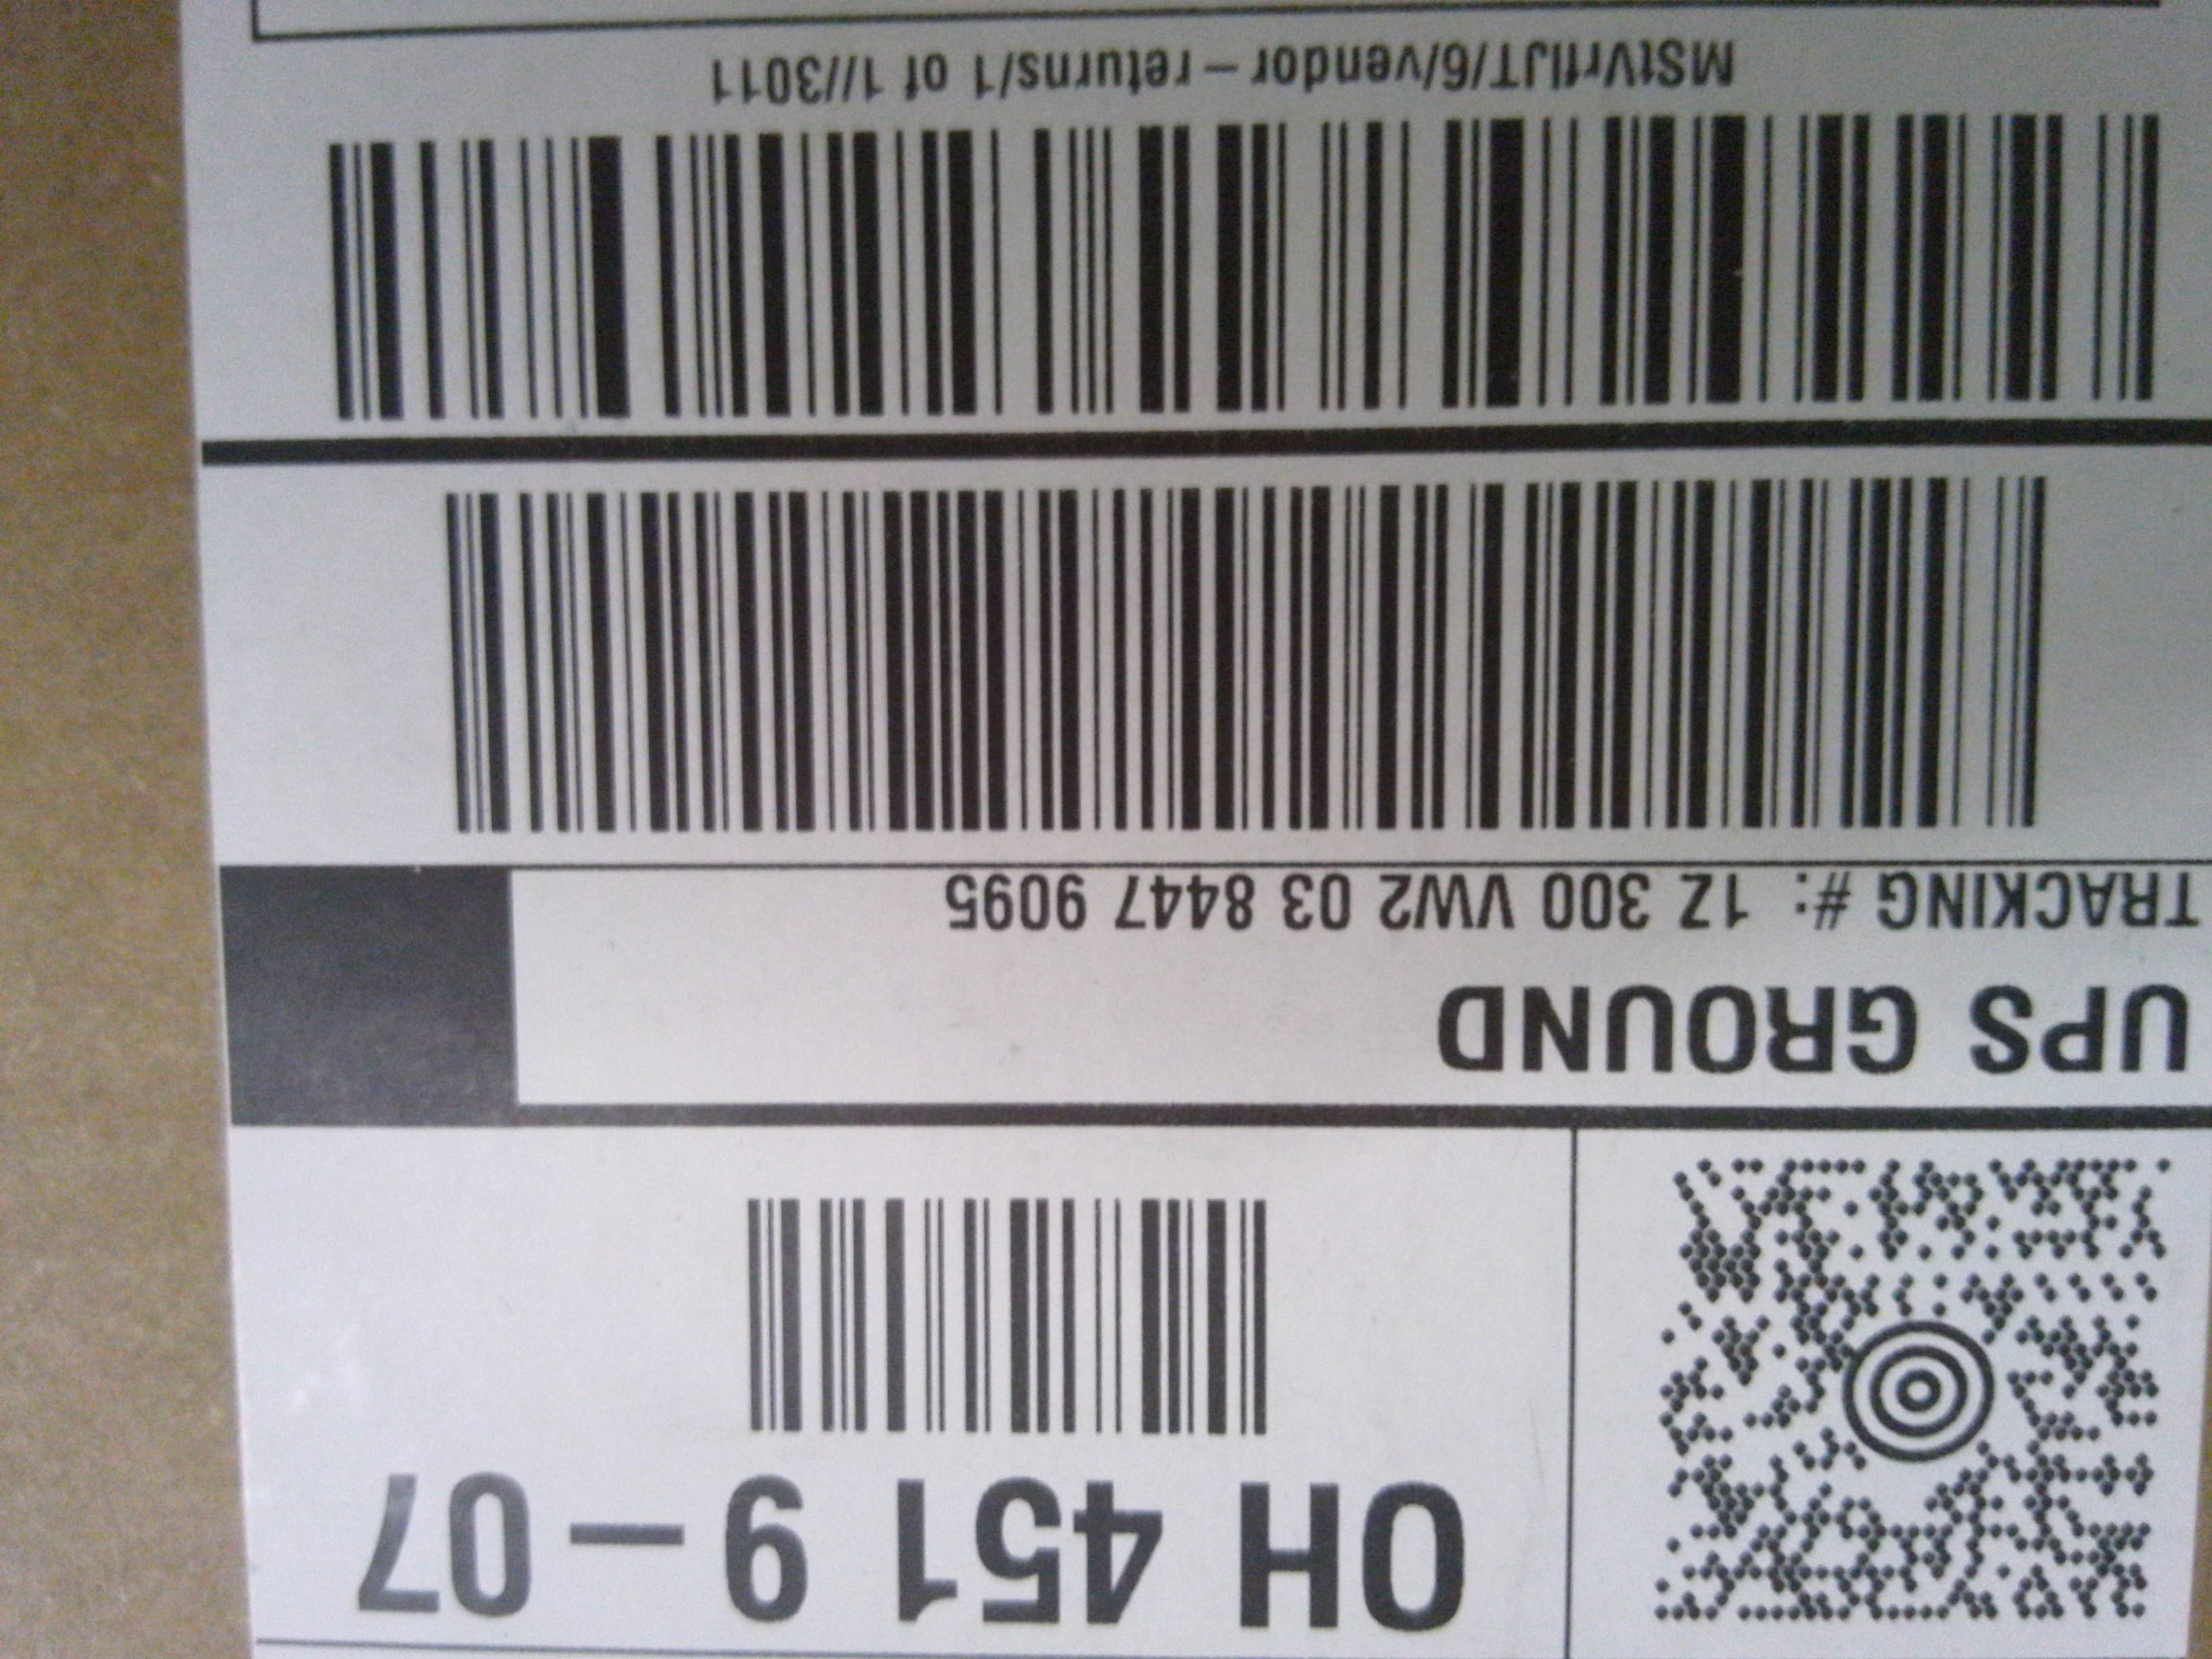 OH 451 9-07
UPS GROUND
TRACKING #: 1Z 300 VW2 03 8447 9095
MStVrflJT/6/vendor-returns/1 of 1//3011